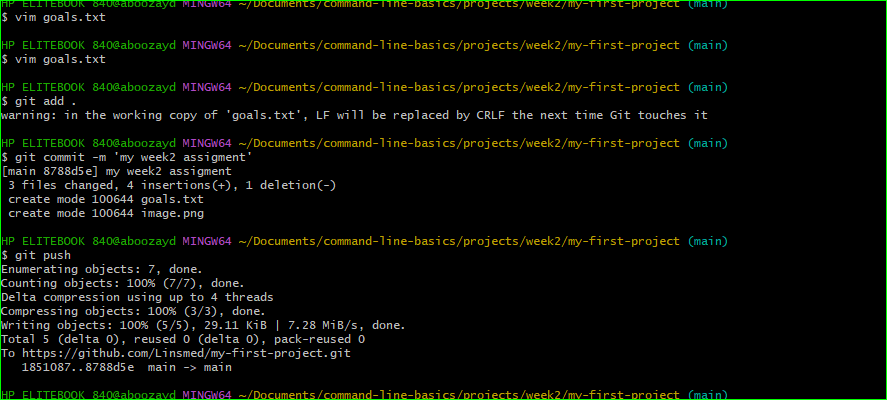 HP ELITEBOOK 840@aboozayd MINGW64 ~/Documents/command-line-basics/projects/week2/my-first-project (main)
$ vim goals.txt
HP ELITEBOOK 840@aboozayd MINGW64 ~/Documents/command-line-basics/projects/week2/my-first-project (main)
$ vim goals.txt
HP ELITEBOOK 840@aboozayd MINGW64 ~/Documents/command-line-basics/projects/week2/my-first-project (main)
$ git add .
warning: in the working copy of 'goals.txt', LF will be replaced by CRLF the next time Git touches it
HP ELITEBOOK 840@aboozayd MINGW64 ~/Documents/command-line-basics/projects/week2/my-first-project (main)
$ git commit -m 'my week2 assigment'
[main 8788d5e] my week2 assigment
 3 files changed, 4 insertions(+), 1 deletion(-)
 create mode 100644 goals.txt
 create mode 100644 image.png
HP ELITEBOOK 840@aboozayd MINGW64 ~/Documents/command-line-basics/projects/week2/my-first-project (main)
$ git push
Enumerating objects: 7, done.
Counting objects: 100% (7/7), done.
Delta compression using up to 4 threads
Compressing objects: 100% (3/3), done.
Writing objects: 100% (5/5), 29.11 KiB | 7.28 MiB/s, done.
Total 5 (delta 0), reused 0 (delta 0), pack-reused 0
To https://github.com/Linsmed/my-first-project.git
   1851087..8788d5e  main -> main
HP ELITEBOOK 840@aboozayd MINGW64 ~/Documents/command-line-basics/projects/week2/my-first-project (main)